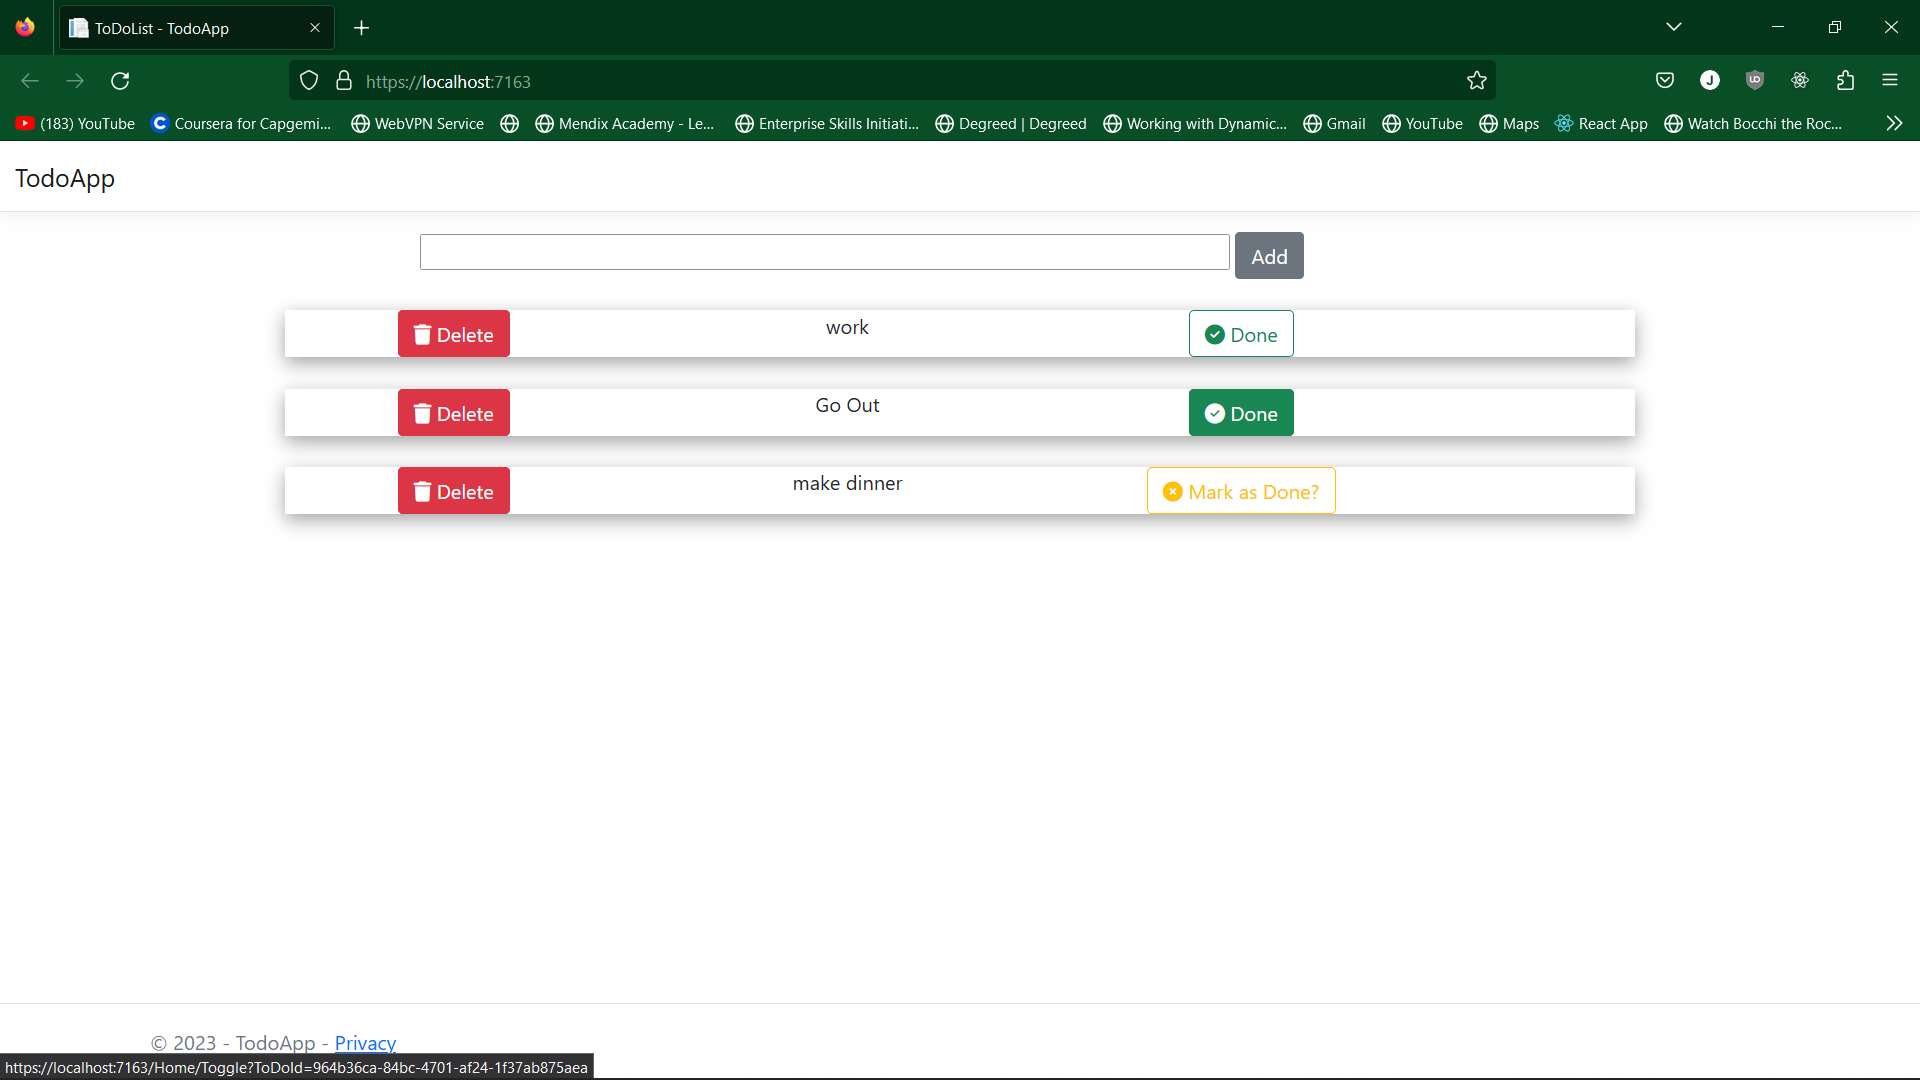 ToDoList - TodoApp
https://localhost:7163
(183) YouTube Coursera for Capgemi... WebVPN Service Mendix Academy - Le... Enterprise Skills Initiati... Degreed | Degreed Working with Dynamic... Gmail YouTube Maps React App Watch Bocchi the Roc...
TodoApp
Add
Delete work Done
Delete Go Out Done
Delete make dinner Mark as Done?
© 2023 - TodoApp - Privacy
https://localhost:7163/Home/Toggle?ToDoId=964b36ca-84bc-4701-af24-1f37ab875aea